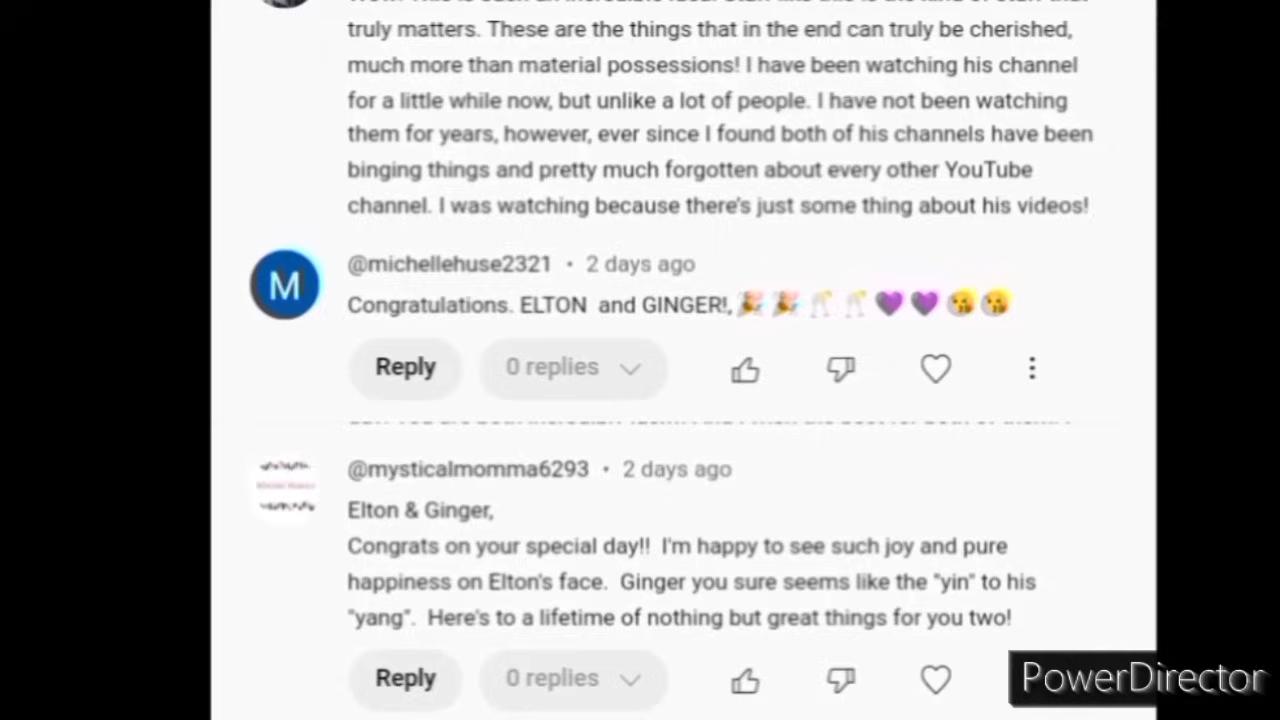 truly matters. These are the things that in the end can truly be cherished,
much more than material possessions! I have been watching his channel
for a little while now, but unlike a lot of people. I have not been watching
them for years, however, ever since I found both of his channels have been
binging things and pretty much forgotten about every other YouTube
channel. I was watching because there's just some thing about his videos!
M
@michellehuse2321 • 2 days ago
Congratulations. ELTON and GINGER!, 🎉🎉🥂🥂💜💜😘😘
Reply 0 replies
@mysticalmomma6293 • 2 days ago
Elton & Ginger,
Congrats on your special day!! I'm happy to see such joy and pure
happiness on Elton's face. Ginger you sure seems like the "yin" to his
"yang". Here's to a lifetime of nothing but great things for you two!
Reply 0 replies
PowerDirector